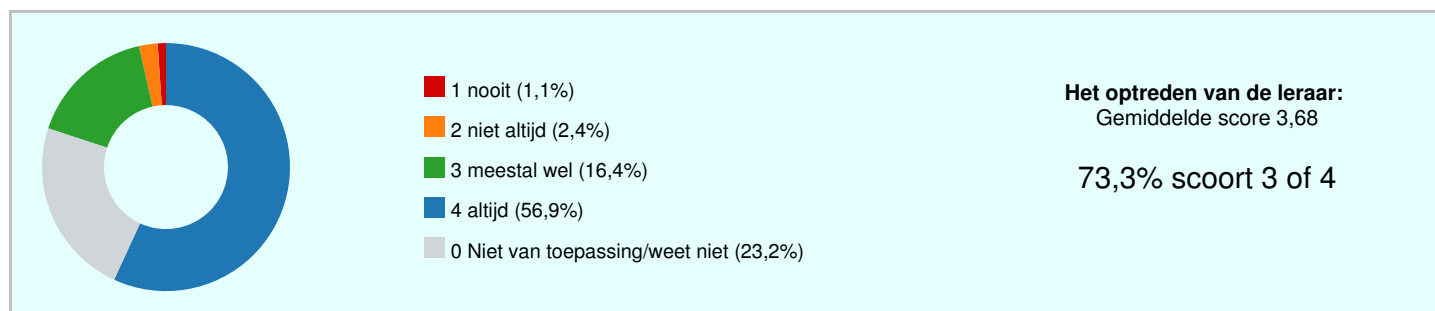 1 nooit (1,1%)
2 niet altijd (2,4%)
3 meestal wel (16,4%)
4 altijd (56,9%)
0 Niet van toepassing/weet niet (23,2%)
Het optreden van de leraar:
Gemiddelde score 3,68
73,3% scoort 3 of 4